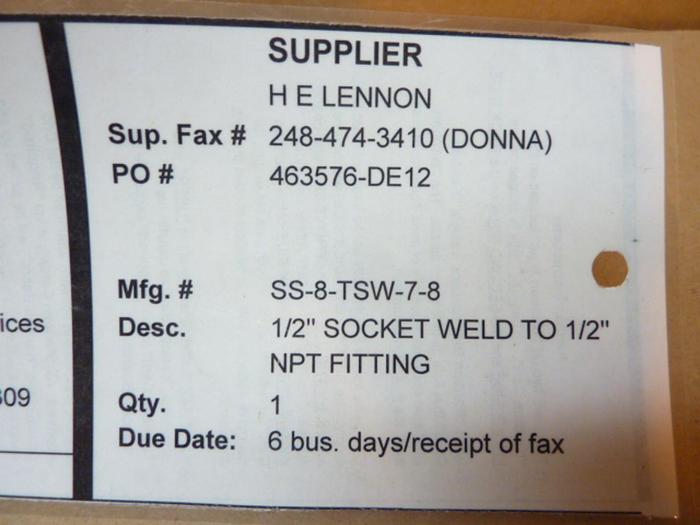 SUPPLIER
H E LENNON
Sup. Fax # 248-474-3410 (DONNA)
PO # 463576-DE12
Mfg. # SS-8-TSW-7-8
Desc. 1/2" SOCKET WELD TO 1/2"
NPT FITTING
Qty. 1
Due Date: 6 bus. days/receipt of fax
ices
09